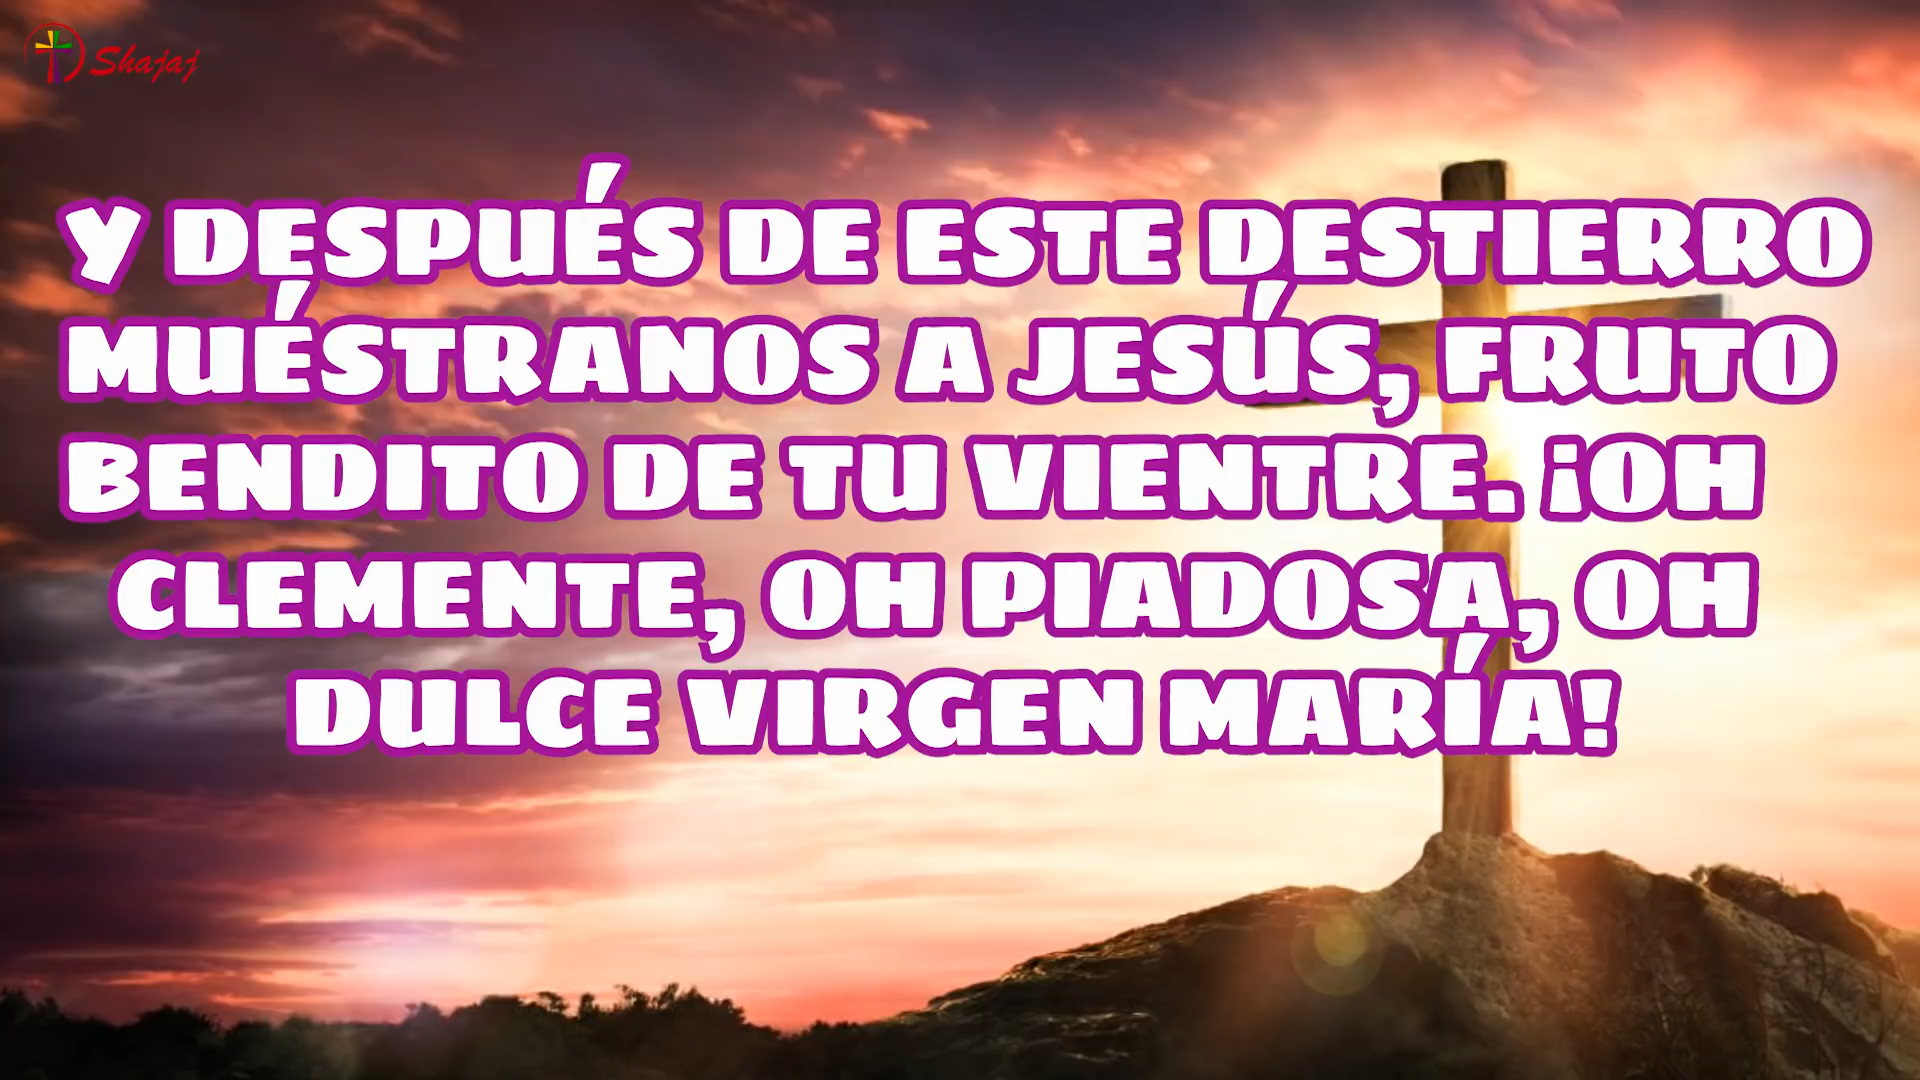 Shajaj
Y DESPUÉS DE ESTE DESTIERRO
MUÉSTRANOS A JESÚS, FRUTO
BENDITO DE TU VIENTRE. ¡OH
CLEMENTE, OH PIADOSA, OH
DULCE VIRGEN MARÍA!